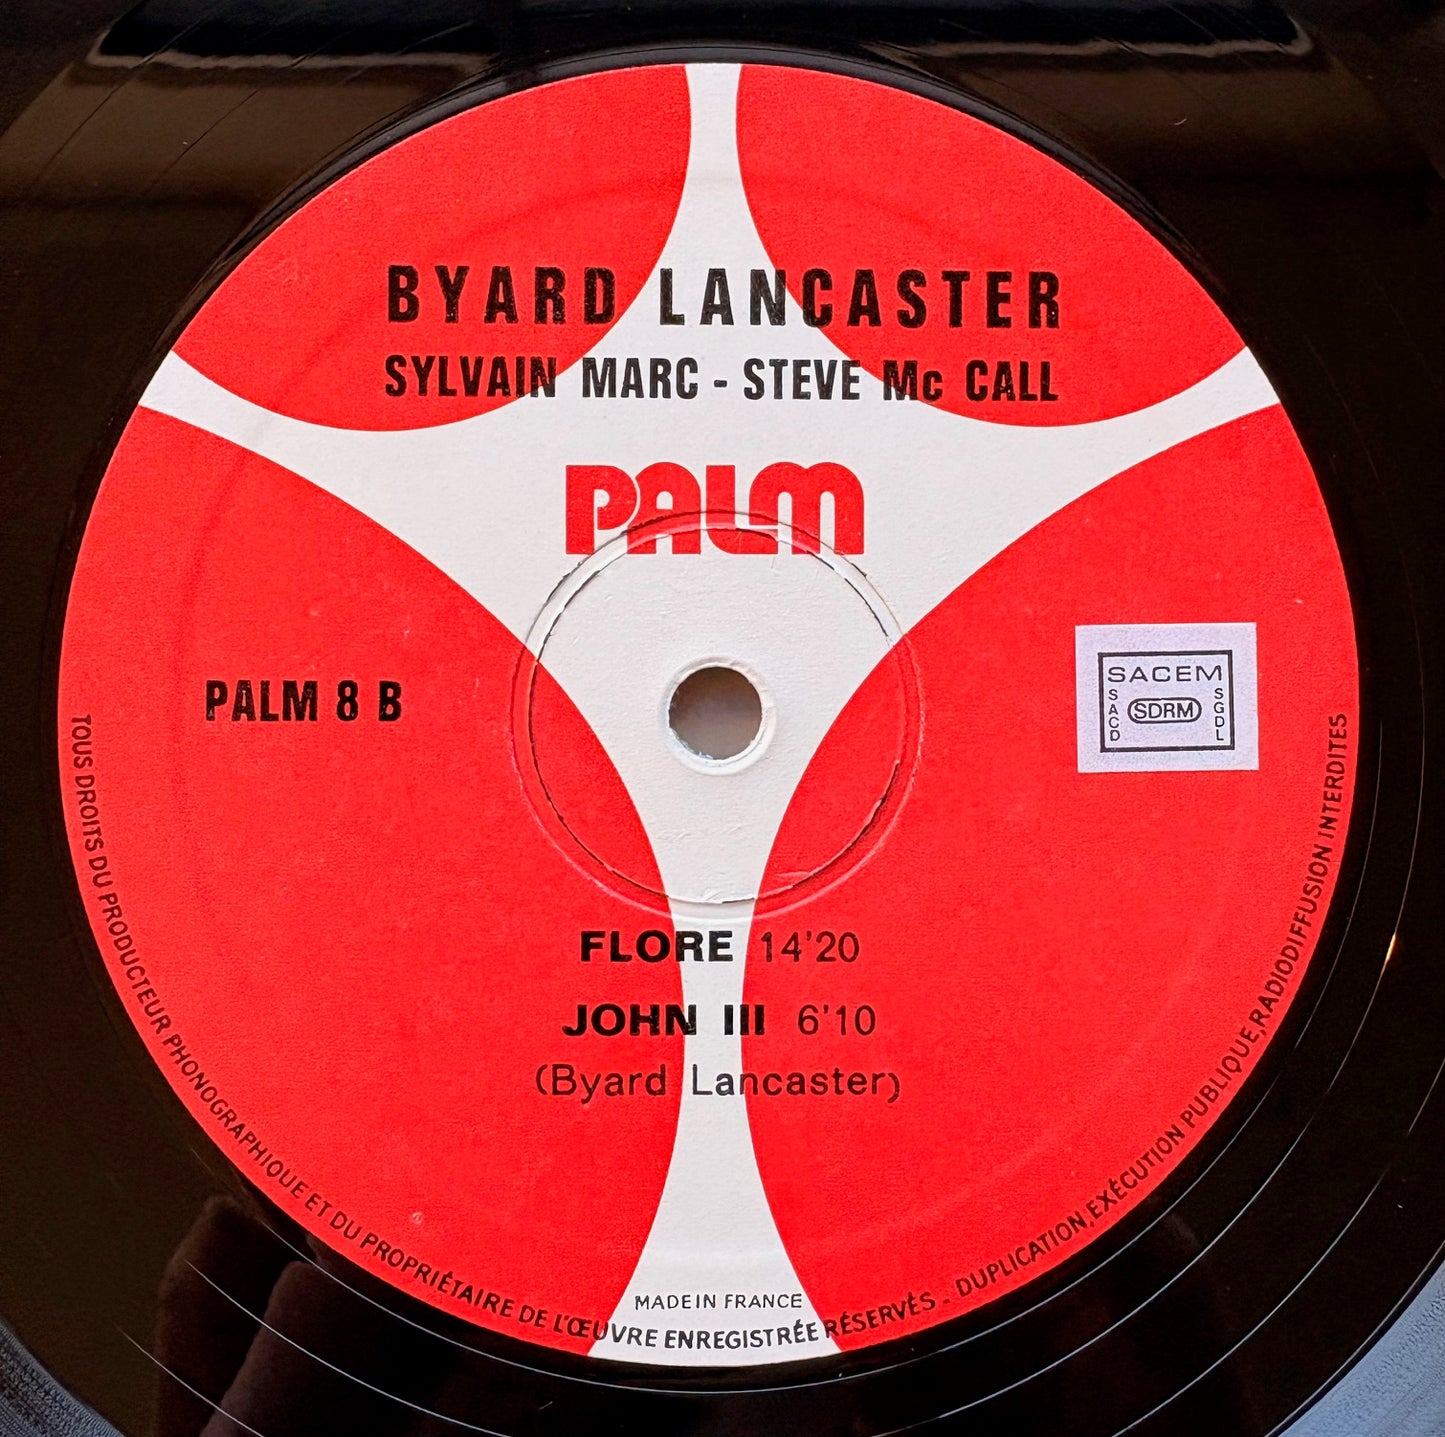 BYARD LANCASTER
SYLVAIN MARC - STEVE Mc CALL
PALM
PALM 8 B
SACEM
SACD
SDRM
SGDL
FLORE 14'20
JOHN III 6'10
(Byard Lancaster)
MADE IN FRANCE
TOUS DROITS DU PRODUCTEUR PHONOGRAPHIQUE ET DU PROPRIÉTAIRE DE L'ŒUVRE ENREGISTRÉE RÉSERVÉS - DUPLICATION, EXÉCUTION PUBLIQUE, RADIODIFFUSION INTERDITES